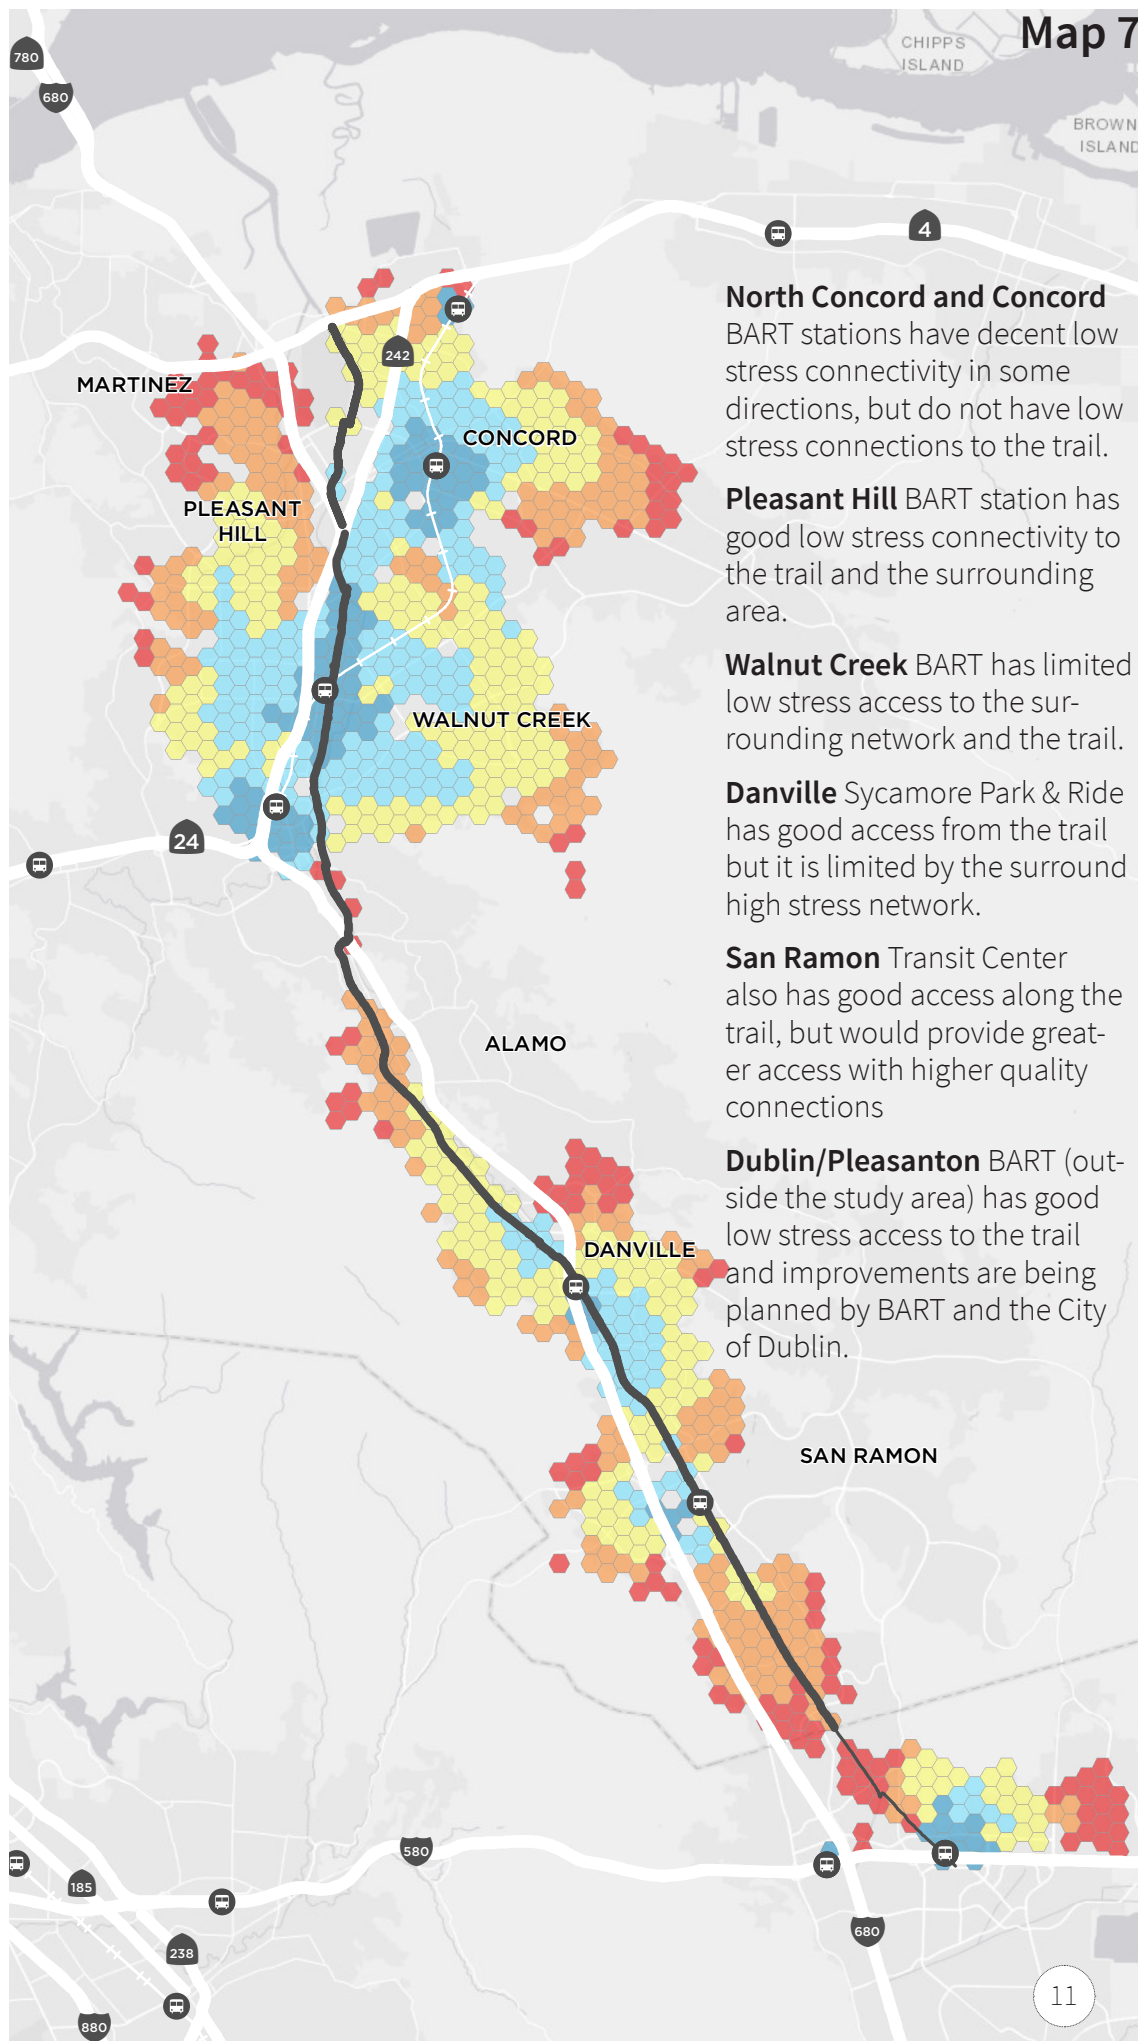 Map 7
CHIPPS
ISLAND
780
680
BROWN
ISLAND
4
North Concord and Concord
BART stations have decent low
stress connectivity in some
directions, but do not have low
stress connections to the trail.
242
MARTINEZ
CONCORD
PLEASANT
HILL
Pleasant Hill BART station has
good low stress connectivity to
the trail and the surrounding
area.
Walnut Creek BART has limited
low stress access to the sur-
rounding network and the trail.
WALNUT CREEK
Danville Sycamore Park & Ride
has good access from the trail
but it is limited by the surround
high stress network.
24
San Ramon Transit Center
also has good access along the
trail, but would provide great-
er access with higher quality
connections
ALAMO
Dublin/Pleasanton BART (out-
side the study area) has good
low stress access to the trail
and improvements are being
planned by BART and the City
of Dublin.
DANVILLE
SAN RAMON
580
185
680
238
880
11